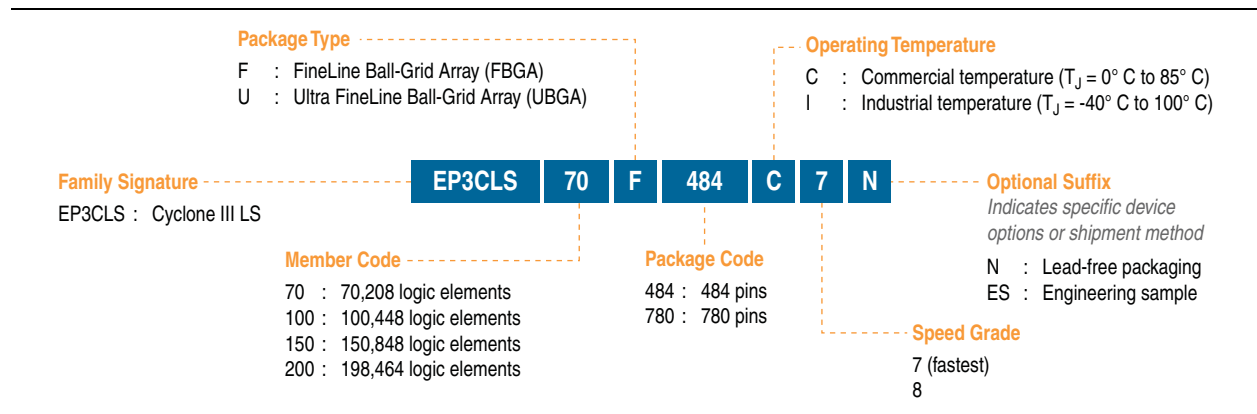 Package Type
F : FineLine Ball-Grid Array (FBGA)
U : Ultra FineLine Ball-Grid Array (UBGA)
Operating Temperature
C : Commercial temperature (TJ = 0° C to 85° C)
I : Industrial temperature (TJ = -40° C to 100° C)
Family Signature
EP3CLS : Cyclone III LS
EP3CLS 70 F 484 C 7 N
Optional Suffix
Indicates specific device
options or shipment method
N : Lead-free packaging
ES : Engineering sample
Member Code
70 : 70,208 logic elements
100 : 100,448 logic elements
150 : 150,848 logic elements
200 : 198,464 logic elements
Package Code
484 : 484 pins
780 : 780 pins
Speed Grade
7 (fastest)
8